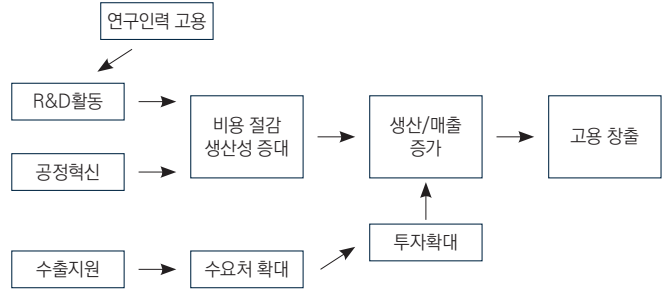 연구인력 고용
R&D활동
비용 절감
생산성 증대
생산/매출
증가
고용 창출
공정혁신
투자확대
수출지원
수요처 확대